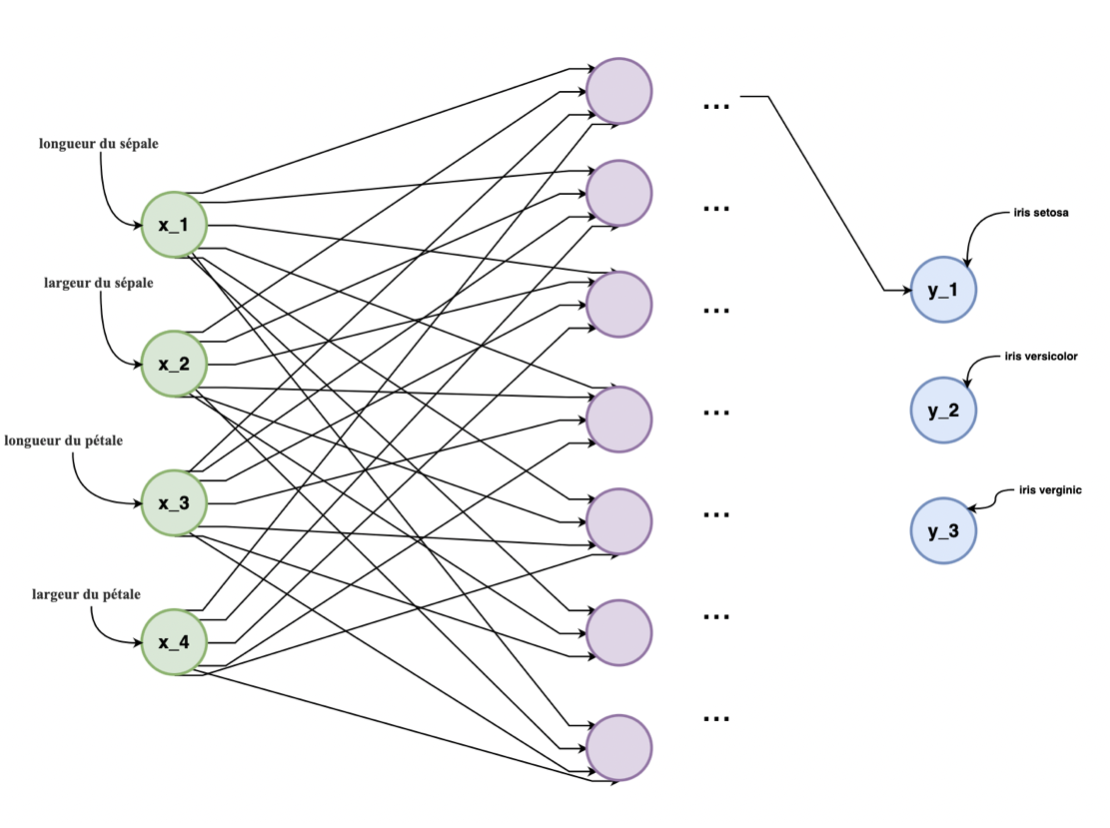 longueur du sépale
x_1
largeur du sépale
x_2
longueur du pétale
x_3
largeur du pétale
x_4
...
...
...
...
...
...
...
iris setosa
y_1
iris versicolor
y_2
iris verginic
y_3